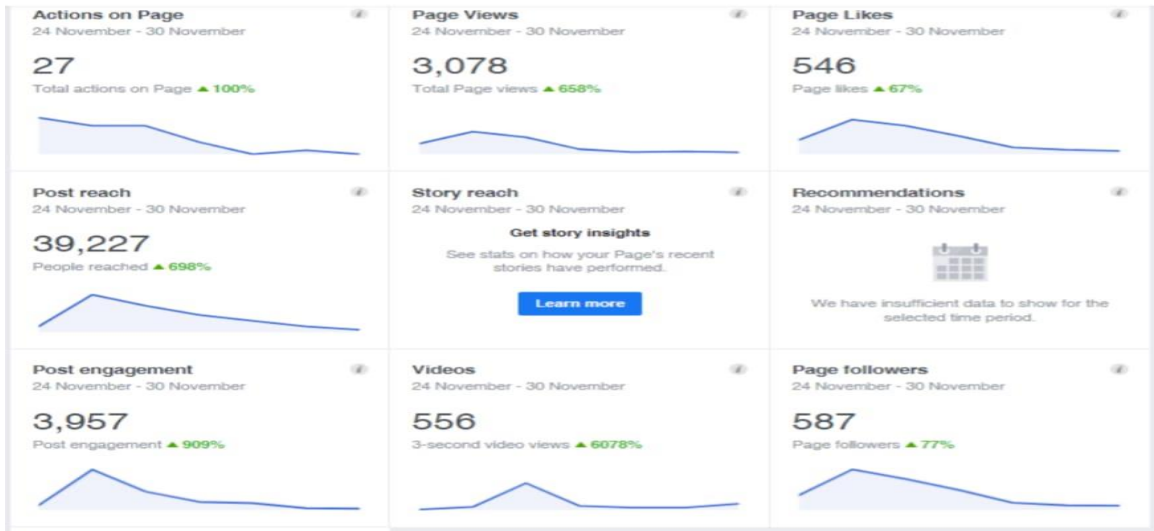 Actions on Page
24 November - 30 November
27
Total actions on Page ▲ 100%
Page Views
24 November - 30 November
3,078
Total Page views ▲ 658%
Page Likes
24 November - 30 November
546
Page likes ▲ 67%
Post reach
24 November - 30 November
39,227
People reached ▲ 698%
Story reach
24 November - 30 November
Get story insights
See stats on how your Page's recent
stories have performed.
Learn more
Recommendations
24 November - 30 November
We have insufficient data to show for the
selected time period.
Post engagement
24 November - 30 November
3,957
Post engagement ▲ 909%
Videos
24 November - 30 November
556
3-second video views ▲ 6078%
Page followers
24 November - 30 November
587
Page followers ▲ 77%